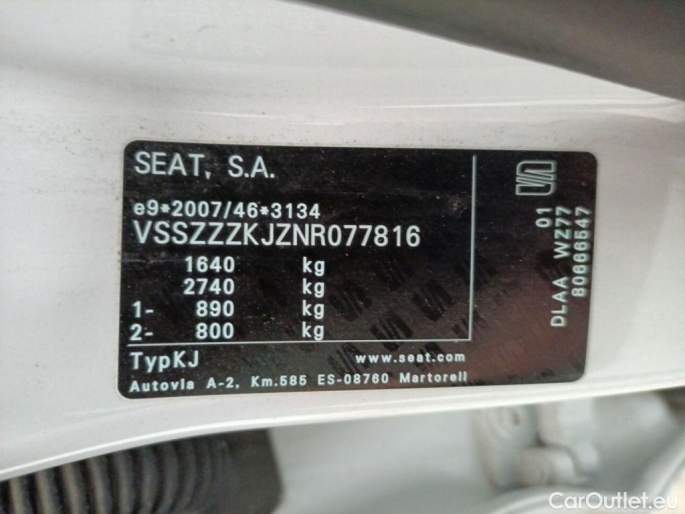 SEAT, S.A.
e9*2007/46*3134
VSSZZZKJZNR077816
1640 kg
2740 kg
1- 890 kg
2- 800 kg
TypKJ www.seat.com
Autovia A-2, Km.585 ES-08760 Martorell
01
DLAA WZ77
80666547
CarOutlet.eu